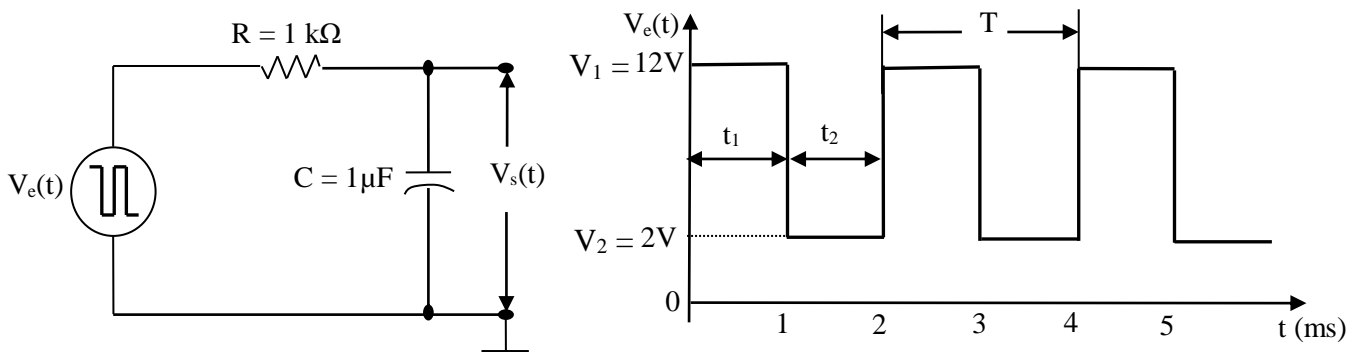 R = 1 kΩ
Vₑ(t)
C = 1µF
Vₛ(t)
Vₑ(t)
V₁ = 12V
T
t₁
t₂
V₂ = 2V
0
1
2
3
4
5
t (ms)